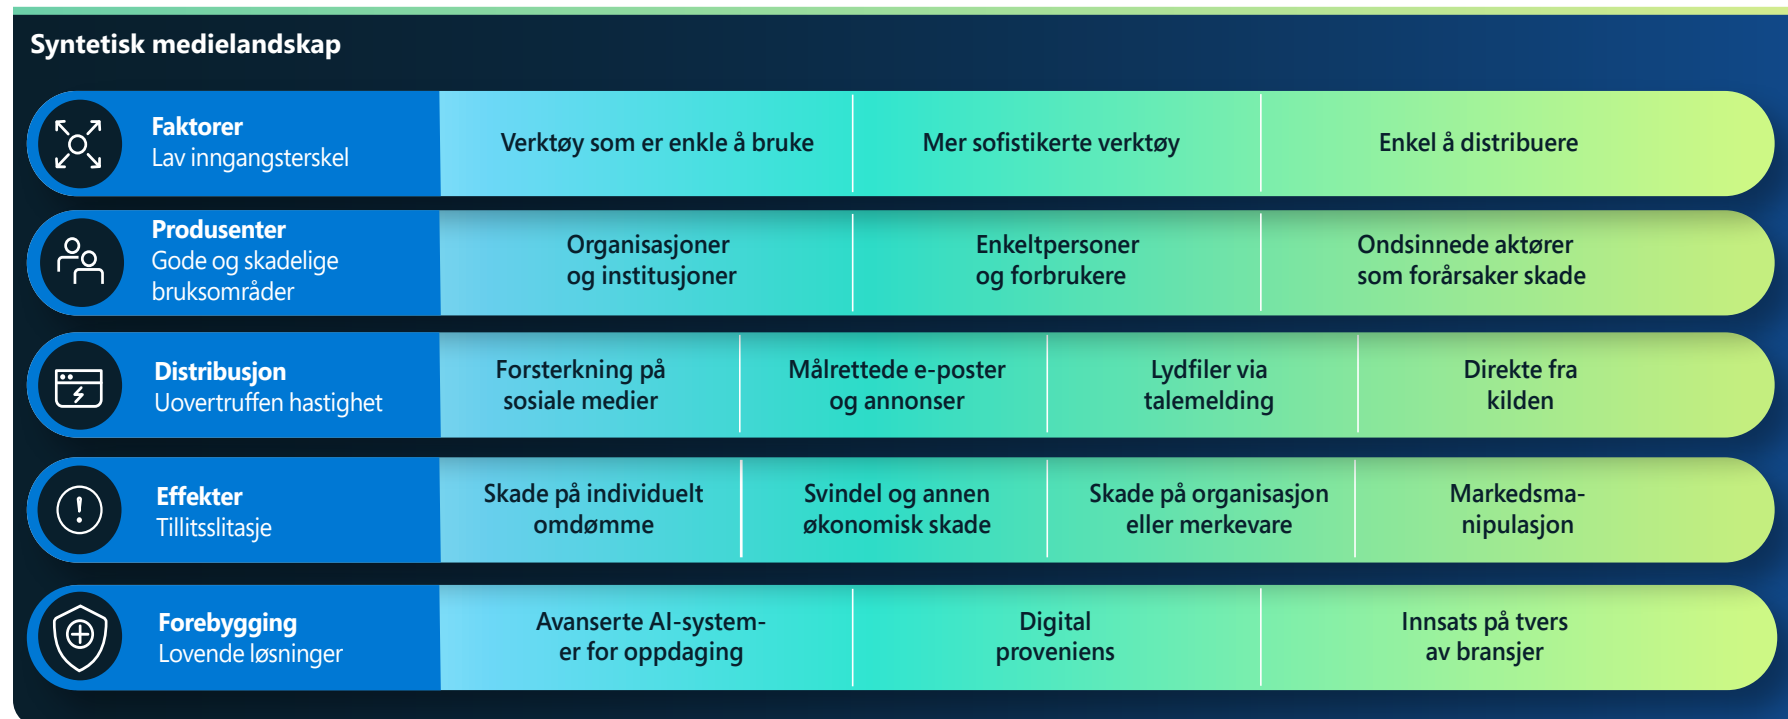 Syntetisk medielandskap
Faktorer
Lav inngangsterskel
Verktøy som er enkle å bruke
Mer sofistikerte verktøy
Enkel å distribuere
Produsenter
Gode og skadelige
bruksområder
Organisasjoner
og institusjoner
Enkeltpersoner
og forbrukere
Ondsinnede aktører
som forårsaker skade
Distribusjon
Uovertruffen hastighet
Forsterkning på
sosiale medier
Målrettede e-poster
og annonser
Lydfiler via
talemelding
Direkte fra
kilden
Effekter
Tillitsslitasje
Skade på individuelt
omdømme
Svindel og annen
økonomisk skade
Skade på organisasjon
eller merkevare
Markedsma-
nipulasjon
Forebygging
Lovende løsninger
Avanserte AI-system-
er for oppdaging
Digital
proveniens
Innsats på tvers
av bransjer